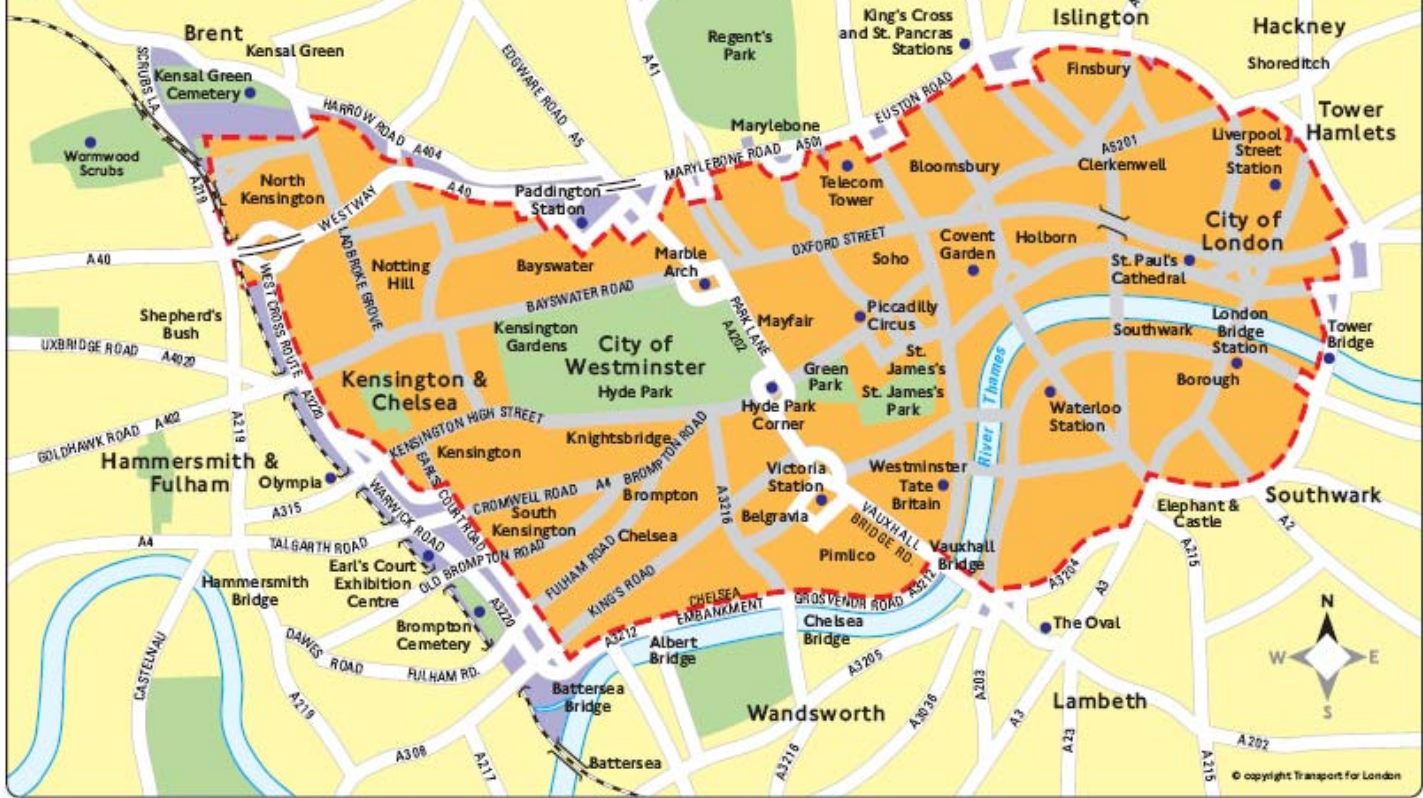 Brent
Kensal Green
SCRUBS LA.
Kensal Green
Cemetery
HARROW ROAD
A404
EDGWARE ROAD A5
A41
Regent's
Park
King's Cross
and St. Pancras
Stations
Islington
Hackney
Shoreditch
Finsbury
Tower
Hamlets
EUSTON ROAD
Marylebone
MARYLEBONE ROAD
A501
Wormwood
Scrubs
A219
North
Kensington
WESTWAY
A40
Paddington
Station
Telecom
Tower
Bloomsbury
A5201
Clerkenwell
Liverpool
Street
Station
City of
London
A40
WEST CROSS ROUTE
LADBROKE GROVE
Notting
Hill
Bayswater
BAYSWATER ROAD
Marble
Arch
OXFORD STREET
Soho
Covent
Garden
Holborn
St. Paul's
Cathedral
Shepherd's
Bush
UXBRIDGE ROAD
A4020
Kensington
Gardens
City of
Westminster
Hyde Park
PARK LANE
A4202
Mayfair
Piccadilly
Circus
Southwark
London
Bridge
Station
Tower
Bridge
Borough
Kensington &
Chelsea
A3220
GOLDHAWK ROAD
A402
A219
KENSINGTON HIGH STREET
Green
Park
St.
James's
St. James's
Park
River Thames
Waterloo
Station
Hyde Park
Corner
Knightsbridge
Kensington
Hammersmith &
Fulham
Olympia
EARL'S COURT ROAD
CROMWELL ROAD
A4
BROMPTON ROAD
Brompton
Victoria
Station
Westminster
Tate
Britain
Southwark
Elephant &
Castle
A2
A315
WARWICK ROAD
South
Kensington
A3216
Belgravia
VAUXHALL
BRIDGE RD.
A4
TALGARTH ROAD
Chelsea
Pimlico
Vauxhall
Bridge
A215
Earl's Court
Exhibition
Centre
OLD BROMPTON ROAD
FULHAM ROAD
KING'S ROAD
A3204
A3
Hammersmith
Bridge
A3220
CHELSEA
EMBANKMENT
GROSVENOR ROAD
A3212
N
W
E
S
CASTELNAU
DAWES ROAD
Brompton
Cemetery
FULHAM RD.
A3212
Albert
Bridge
Chelsea
Bridge
A3205
The Oval
A219
Battersea
Bridge
Wandsworth
A3036
A203
Lambeth
A3
A23
A202
A308
A217
Battersea
A3216
A215
© copyright Transport for London